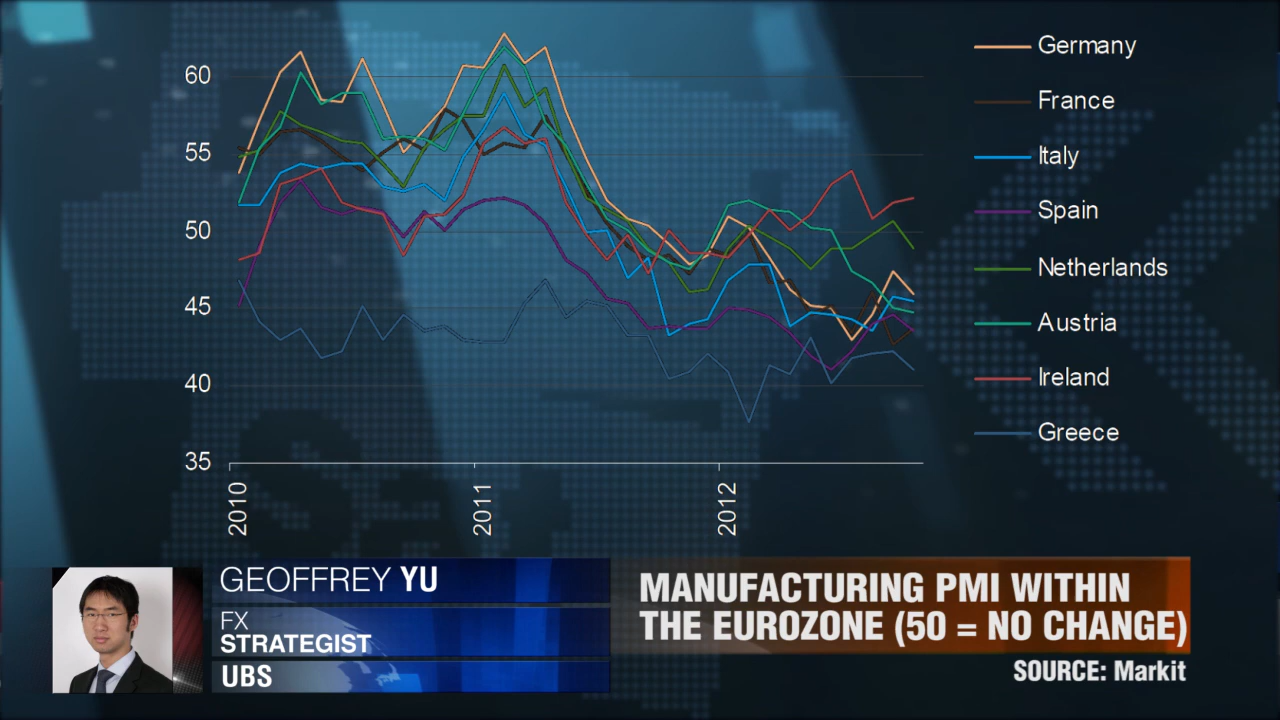 60
55
50
45
40
35
2010
2011
2012
Germany
France
Italy
Spain
Netherlands
Austria
Ireland
Greece
GEOFFREY YU
FX
STRATEGIST
UBS
MANUFACTURING PMI WITHIN
THE EUROZONE (50 = NO CHANGE)
SOURCE: Markit